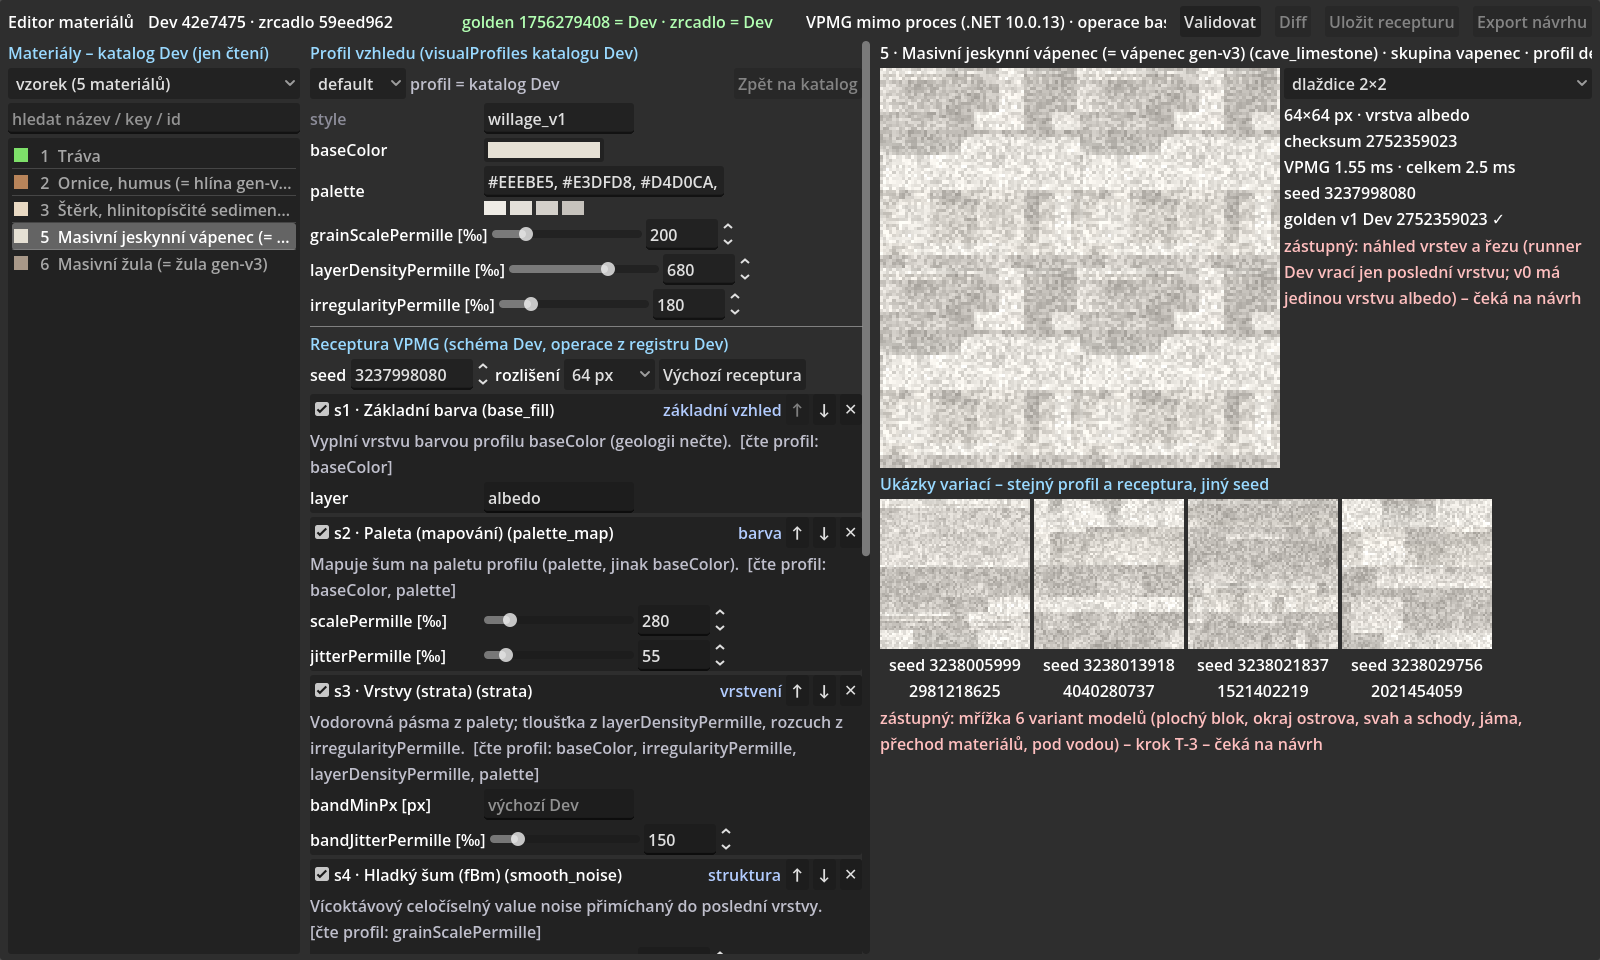 Editor materiálů Dev 42e7475 · zrcadlo 59eed962 golden 1756279408 = Dev · zrcadlo = Dev VPMG mimo proces (.NET 10.0.13) · operace bas Validovat Diff Uložit recepturu Export návrhu
Materiály – katalog Dev (jen čtení)
vzorek (5 materiálů)
hledat název / key / id
1 Tráva
2 Ornice, humus (= hlína gen-v...
3 Štěrk, hlinitopísčité sedimen...
5 Masivní jeskynní vápenec (= ...
6 Masivní žula (= žula gen-v3)
Profil vzhledu (visualProfiles katalogu Dev)
default profil = katalog Dev Zpět na katalog
style willage_v1
baseColor
palette #EEEBE5, #E3DFD8, #D4D0CA,
grainScalePermille [‰] 200
layerDensityPermille [‰] 680
irregularityPermille [‰] 180
Receptura VPMG (schéma Dev, operace z registru Dev)
seed 3237998080 rozlišení 64 px Výchozí receptura
s1 · Základní barva (base_fill) základní vzhled ↑ ↓ ×
Vyplní vrstvu barvou profilu baseColor (geologii nečte). [čte profil:
baseColor]
layer albedo
s2 · Paleta (mapování) (palette_map) barva ↑ ↓ ×
Mapuje šum na paletu profilu (palette, jinak baseColor). [čte profil:
baseColor, palette]
scalePermille [‰] 280
jitterPermille [‰] 55
s3 · Vrstvy (strata) (strata) vrstvení ↑ ↓ ×
Vodorovná pásma z palety; tloušťka z layerDensityPermille, rozcuch z
irregularityPermille. [čte profil: baseColor, irregularityPermille,
layerDensityPermille, palette]
bandMinPx [px] výchozí Dev
bandJitterPermille [‰] 150
s4 · Hladký šum (fBm) (smooth_noise) struktura ↑ ↓ ×
Vícoktávový celočíselný value noise přimíchaný do poslední vrstvy.
[čte profil: grainScalePermille]
5 · Masivní jeskynní vápenec (= vápenec gen-v3) (cave_limestone) · skupina vapenec · profil de
dlaždice 2×2
64×64 px · vrstva albedo
checksum 2752359023
VPMG 1.55 ms · celkem 2.5 ms
seed 3237998080
golden v1 Dev 2752359023 ✓
zástupný: náhled vrstev a řezu (runner
Dev vrací jen poslední vrstvu; v0 má
jedinou vrstvu albedo) – čeká na návrh
Ukázky variací – stejný profil a receptura, jiný seed
seed 3238005999 seed 3238013918 seed 3238021837 seed 3238029756
2981218625 4040280737 1521402219 2021454059
zástupný: mřížka 6 variant modelů (plochý blok, okraj ostrova, svah a schody, jáma,
přechod materiálů, pod vodou) – krok T-3 – čeká na návrh